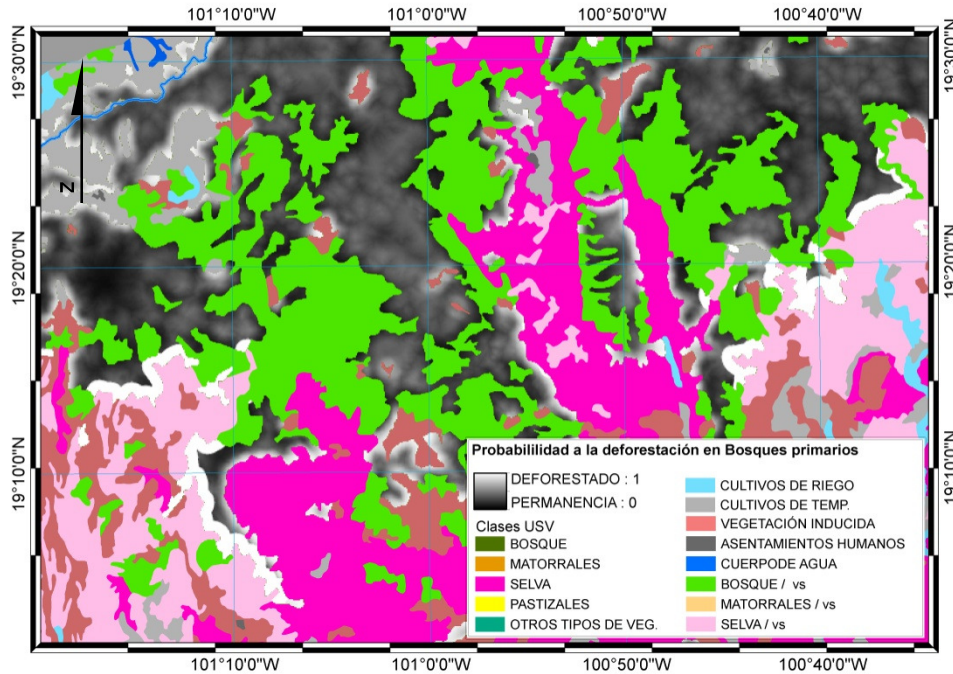 101°10'0"W 101°0'0"W 100°50'0"W 100°40'0"W
19°30'0"N 19°30'0"N
N
19°20'0"N 19°20'0"N
19°10'0"N 19°10'0"N
Probabililidad a la deforestación en Bosques primarios
DEFORESTADO : 1
PERMANENCIA : 0
Clases USV
BOSQUE
MATORRALES
SELVA
PASTIZALES
OTROS TIPOS DE VEG.
CULTIVOS DE RIEGO
CULTIVOS DE TEMP.
VEGETACIÓN INDUCIDA
ASENTAMIENTOS HUMANOS
CUERPODE AGUA
BOSQUE / vs
MATORRALES / vs
SELVA / vs
101°10'0"W 101°0'0"W 100°50'0"W 100°40'0"W